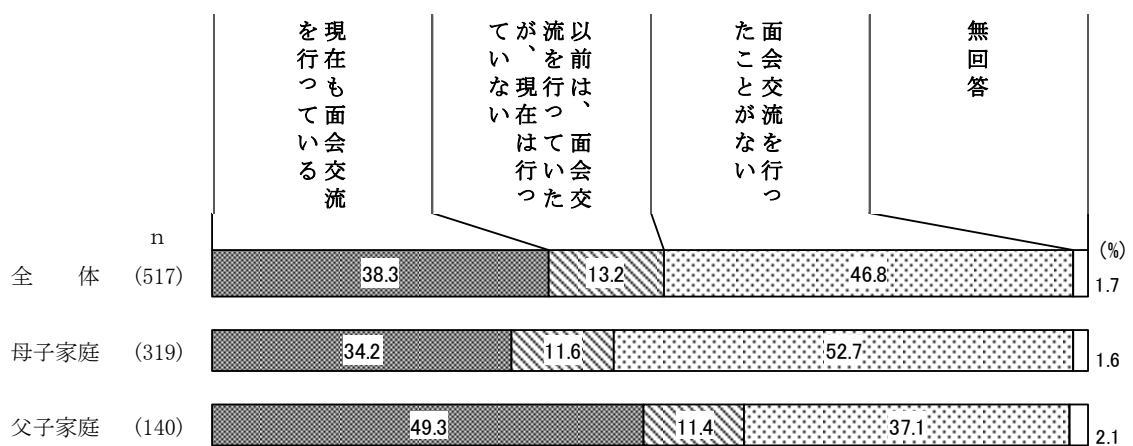 現在も面会交流
を行っている
以前は、面会交
流を行っていた
が、現在は行っ
ていない
面会交流を行っ
たことがない
無回答
n
(%)
全　体 (517) 38.3 13.2 46.8 1.7
母子家庭 (319) 34.2 11.6 52.7 1.6
父子家庭 (140) 49.3 11.4 37.1 2.1